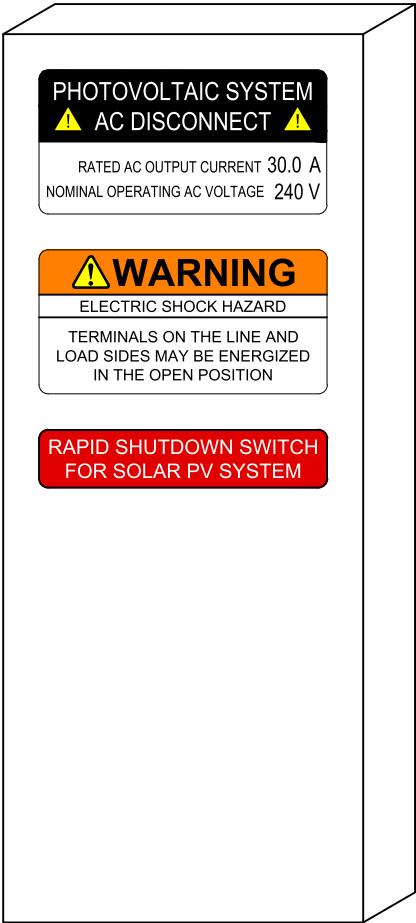 PHOTOVOLTAIC SYSTEM
AC DISCONNECT
RATED AC OUTPUT CURRENT 30.0 A
NOMINAL OPERATING AC VOLTAGE 240 V
WARNING
ELECTRIC SHOCK HAZARD
TERMINALS ON THE LINE AND
LOAD SIDES MAY BE ENERGIZED
IN THE OPEN POSITION
RAPID SHUTDOWN SWITCH
FOR SOLAR PV SYSTEM